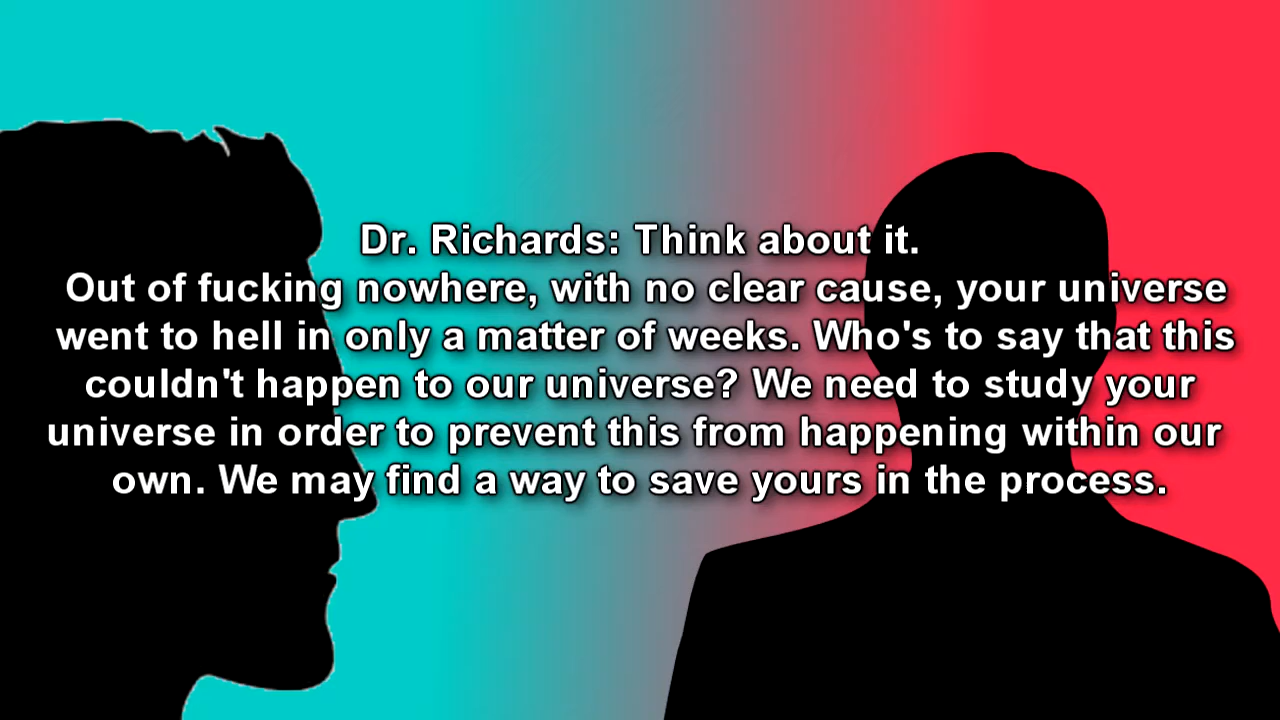 Dr. Richards: Think about it.
Out of fucking nowhere, with no clear cause, your universe
went to hell in only a matter of weeks. Who's to say that this
couldn't happen to our universe? We need to study your
universe in order to prevent this from happening within our
own. We may find a way to save yours in the process.